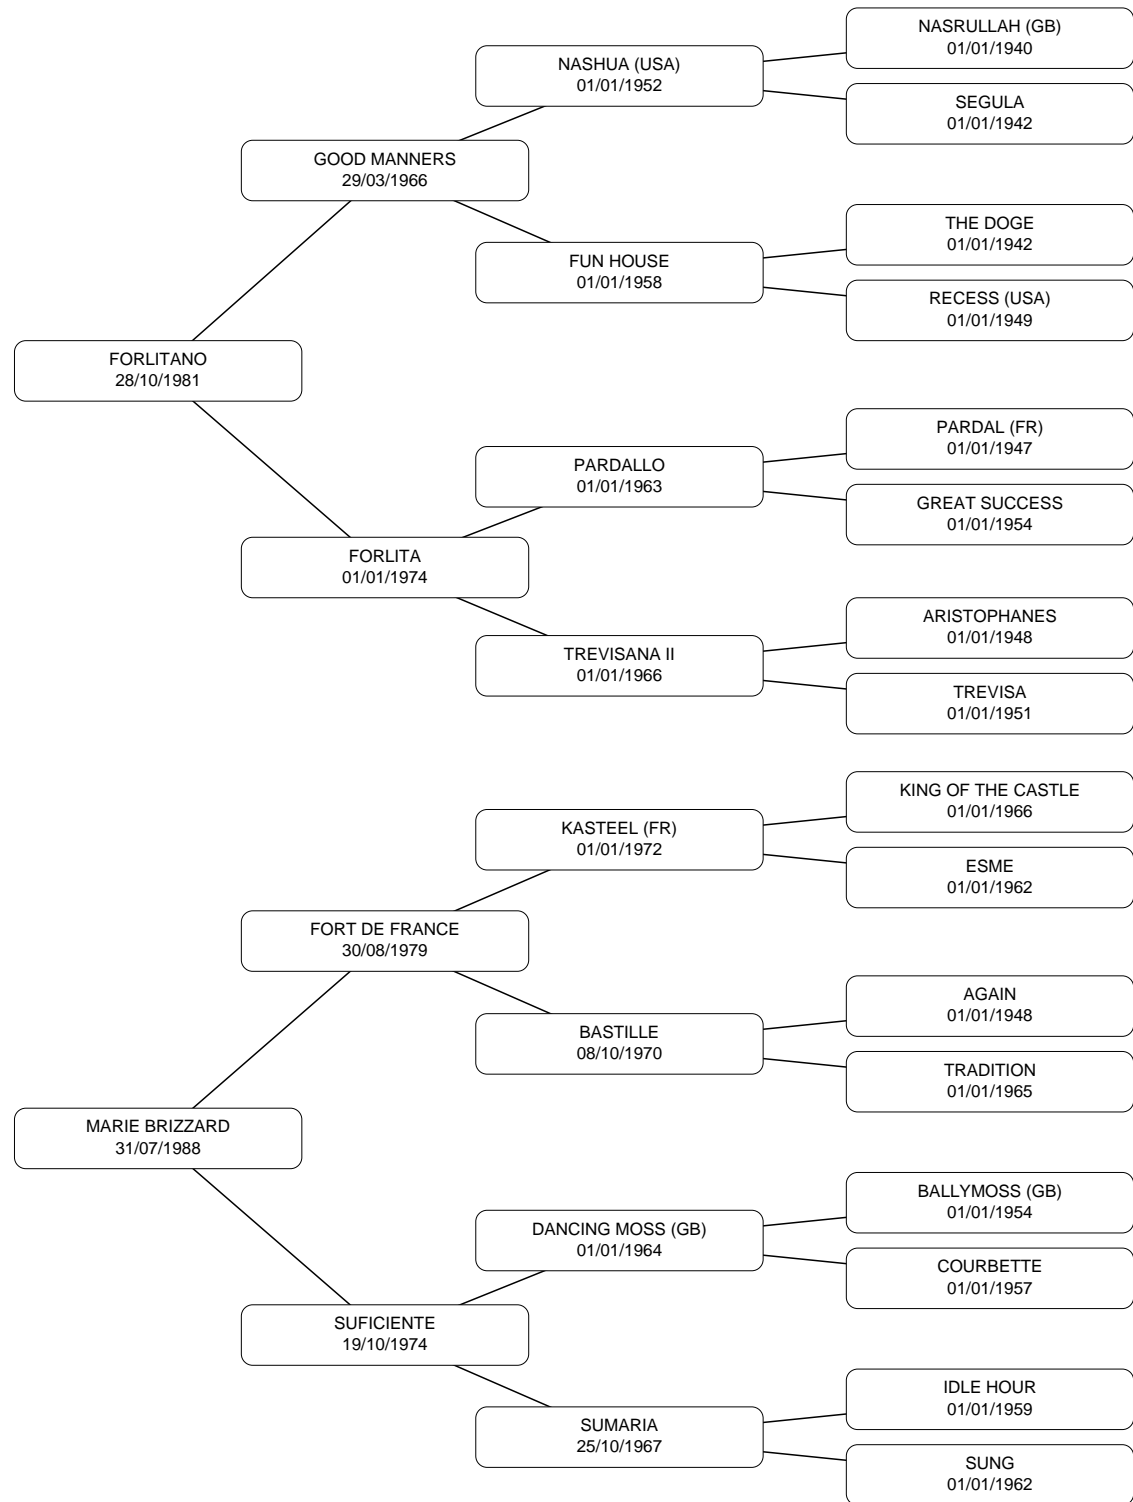 NASRULLAH (GB)
01/01/1940
NASHUA (USA)
01/01/1952
SEGULA
01/01/1942
GOOD MANNERS
29/03/1966
THE DOGE
01/01/1942
FUN HOUSE
01/01/1958
RECESS (USA)
01/01/1949
FORLITANO
28/10/1981
PARDAL (FR)
01/01/1947
PARDALLO
01/01/1963
GREAT SUCCESS
01/01/1954
FORLITA
01/01/1974
ARISTOPHANES
01/01/1948
TREVISANA II
01/01/1966
TREVISA
01/01/1951
KING OF THE CASTLE
01/01/1966
KASTEEL (FR)
01/01/1972
ESME
01/01/1962
FORT DE FRANCE
30/08/1979
AGAIN
01/01/1948
BASTILLE
08/10/1970
TRADITION
01/01/1965
MARIE BRIZZARD
31/07/1988
BALLYMOSS (GB)
01/01/1954
DANCING MOSS (GB)
01/01/1964
COURBETTE
01/01/1957
SUFICIENTE
19/10/1974
IDLE HOUR
01/01/1959
SUMARIA
25/10/1967
SUNG
01/01/1962